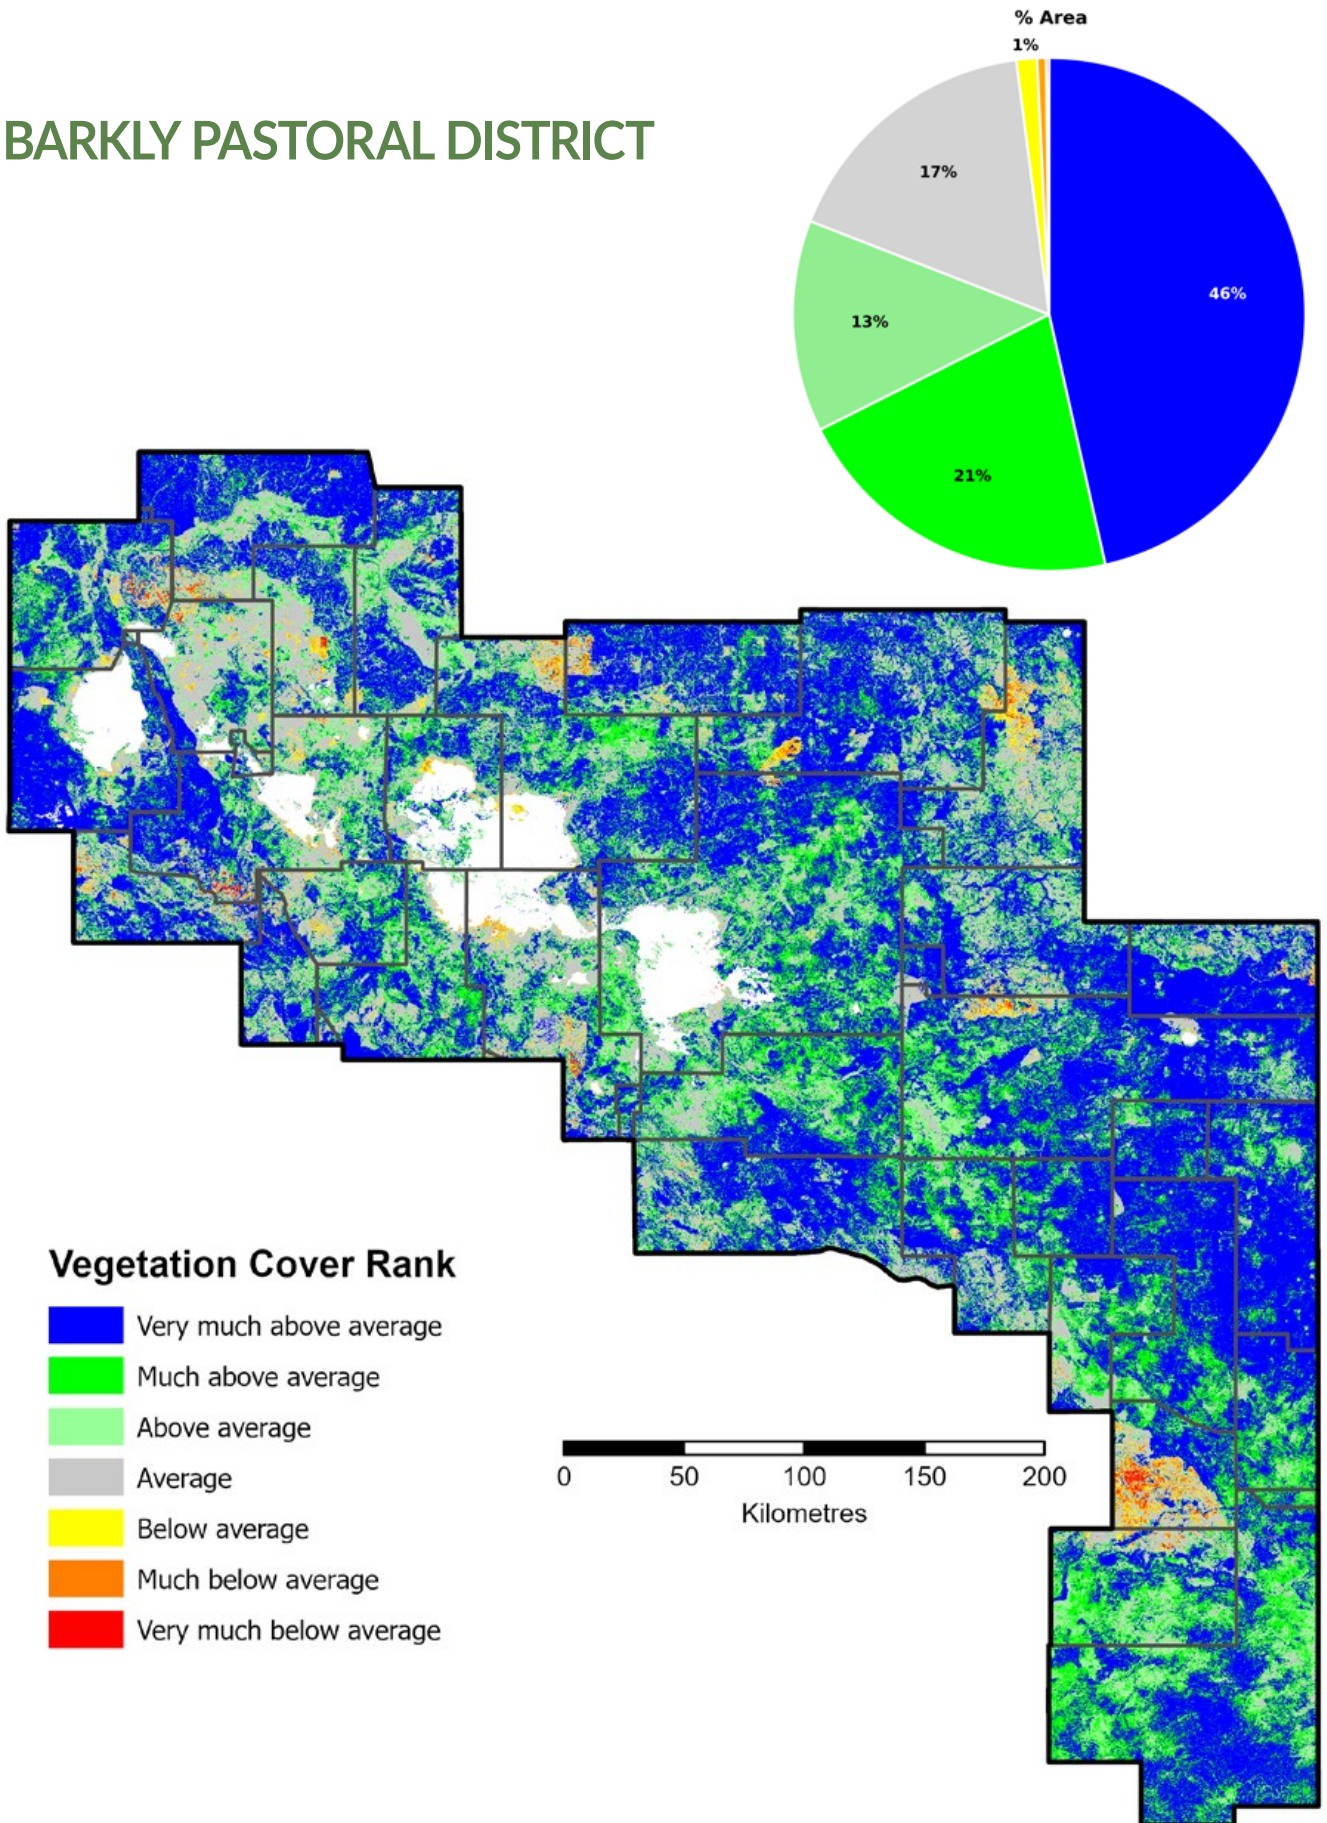 % Area
1%
BARKLY PASTORAL DISTRICT
17%
46%
13%
21%
Vegetation Cover Rank
Very much above average
Much above average
Above average
Average
Below average
Much below average
Very much below average
0 50 100 150 200
Kilometres